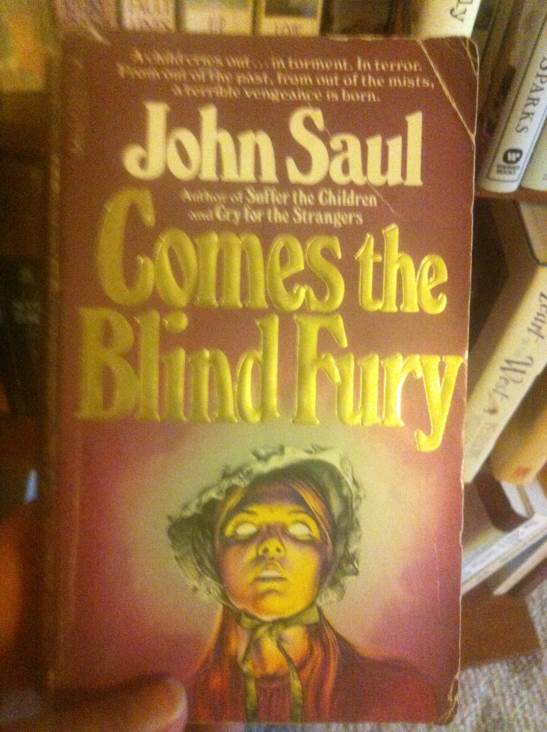 A child cries out... in torment. In terror.
From out of the past, from out of the mists,
a terrible vengeance is born.
John Saul
Author of Suffer the Children
and Cry for the Strangers
Comes the
Blind Fury
SPARKS
West